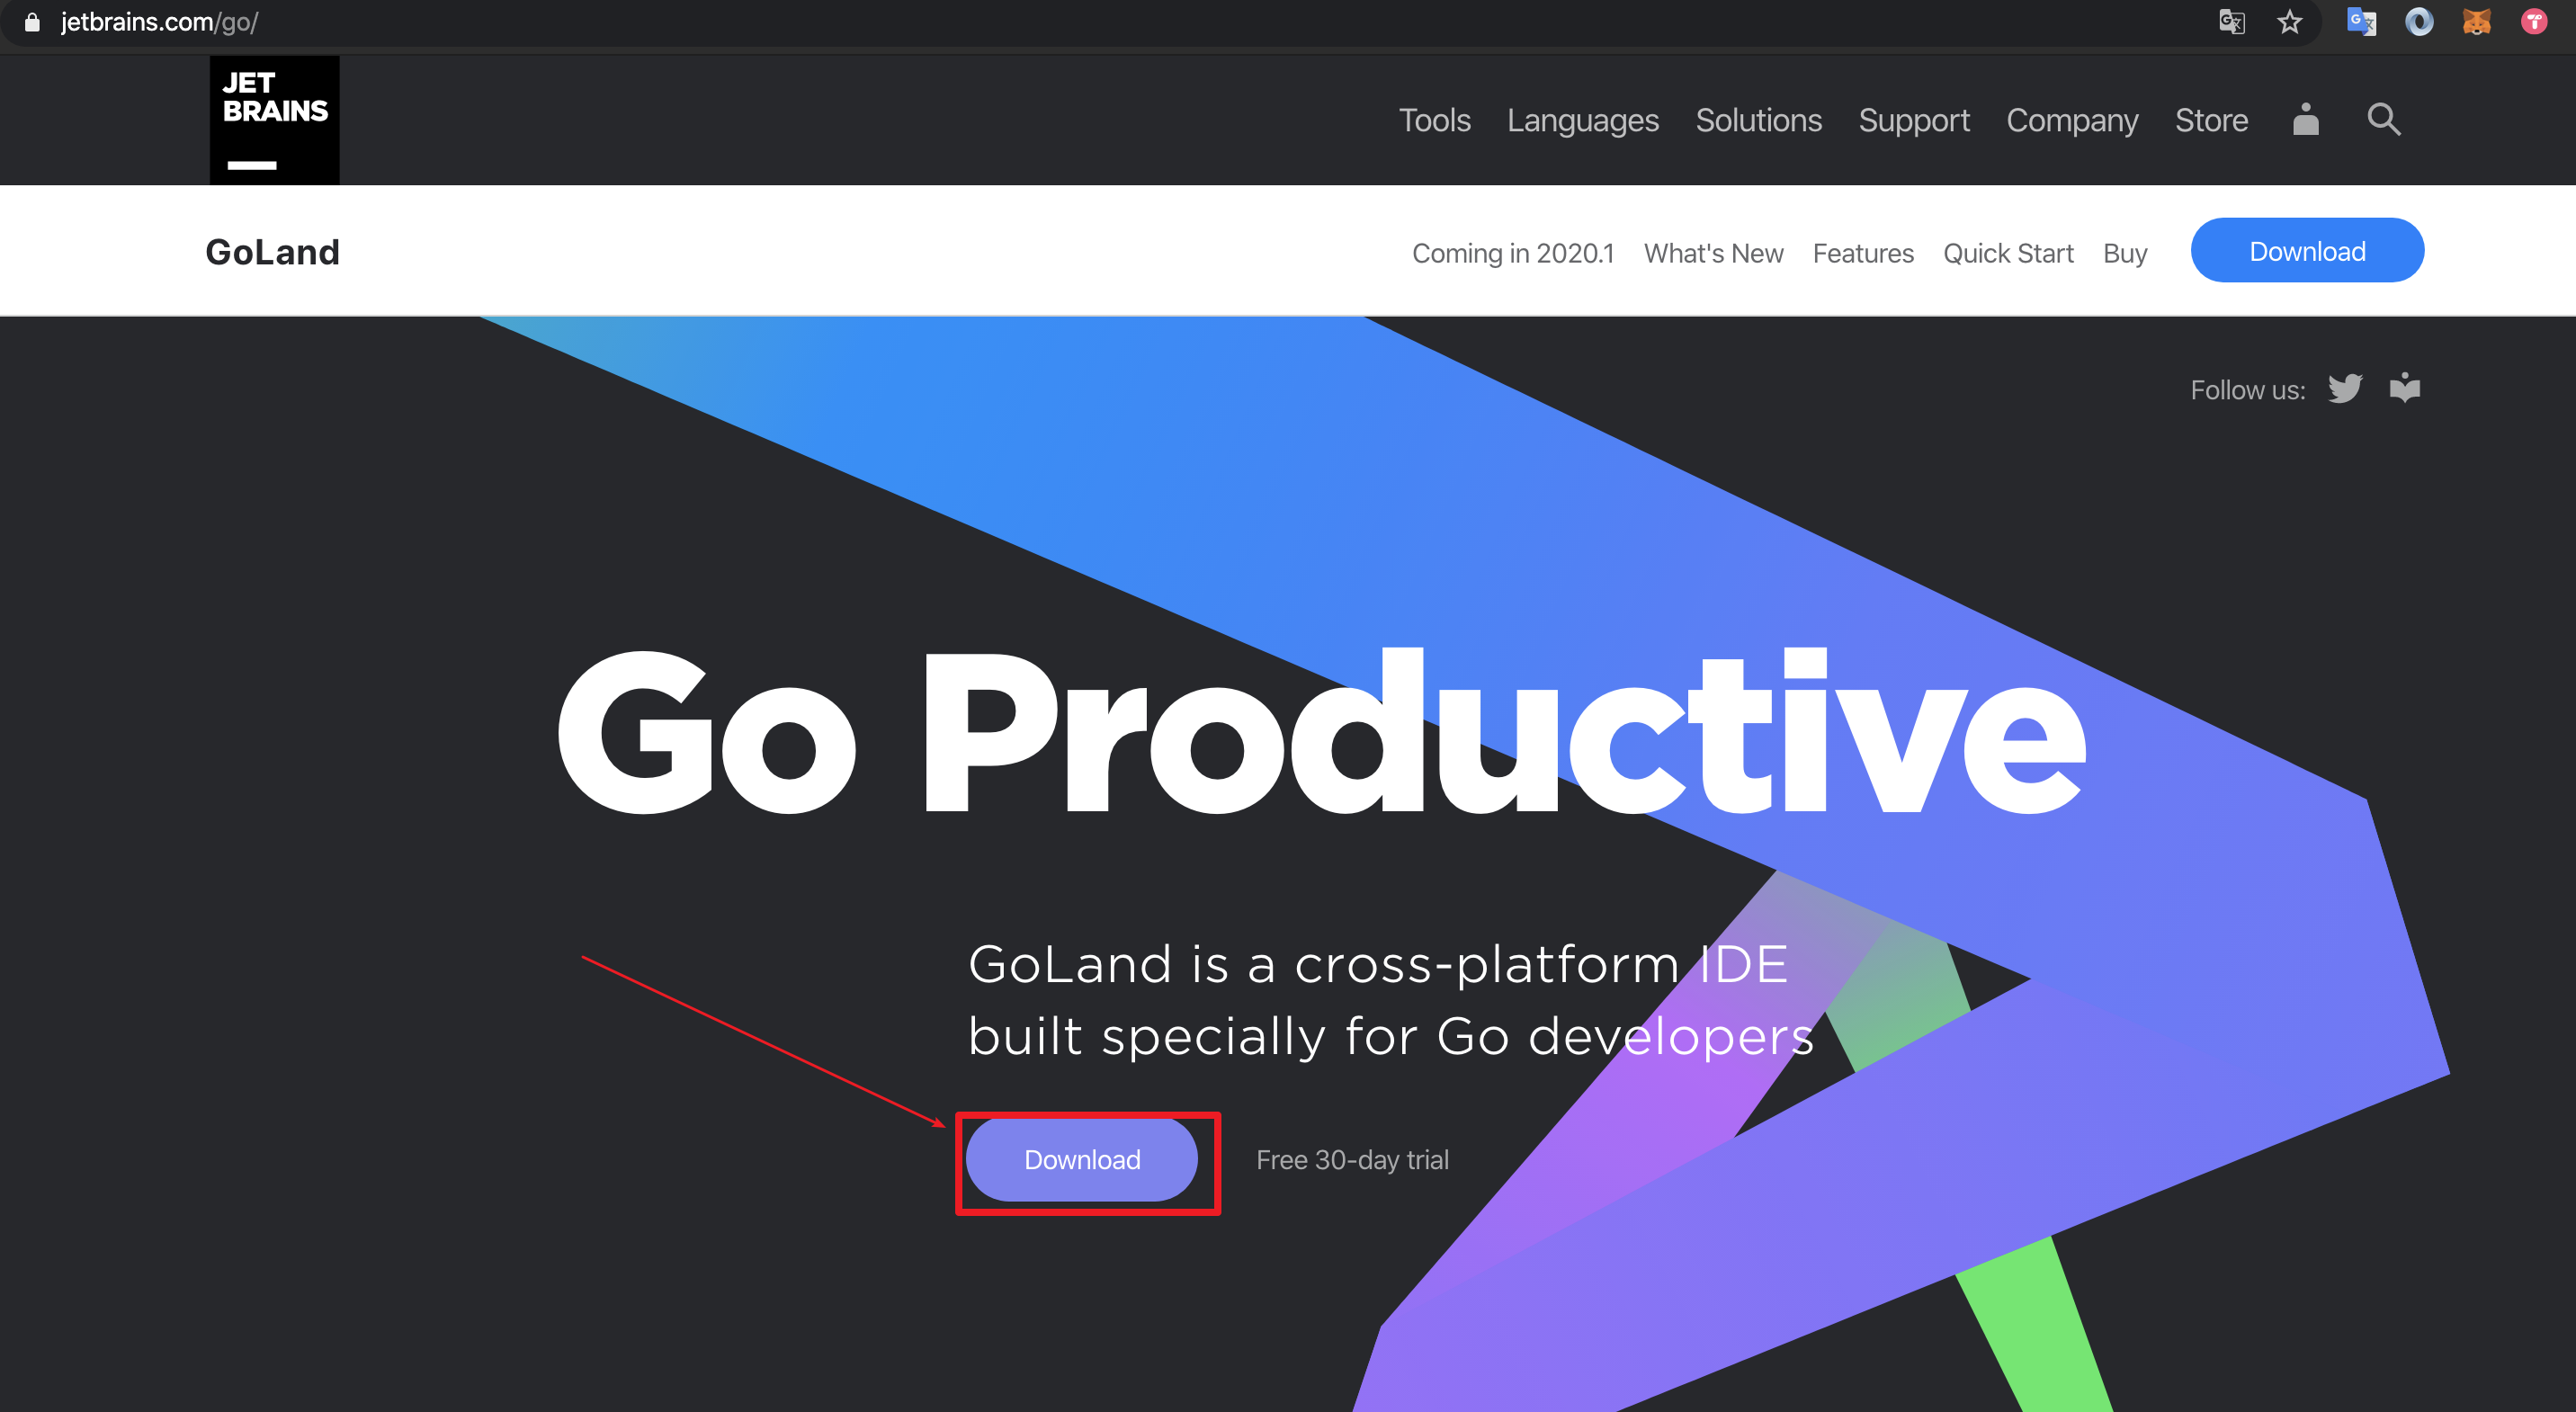 jetbrains.com/go/
JET
BRAINS
Tools Languages Solutions Support Company Store
GoLand
Coming in 2020.1 What's New Features Quick Start Buy Download
Follow us:
Go Productive
GoLand is a cross-platform IDE
built specially for Go developers
Download Free 30-day trial